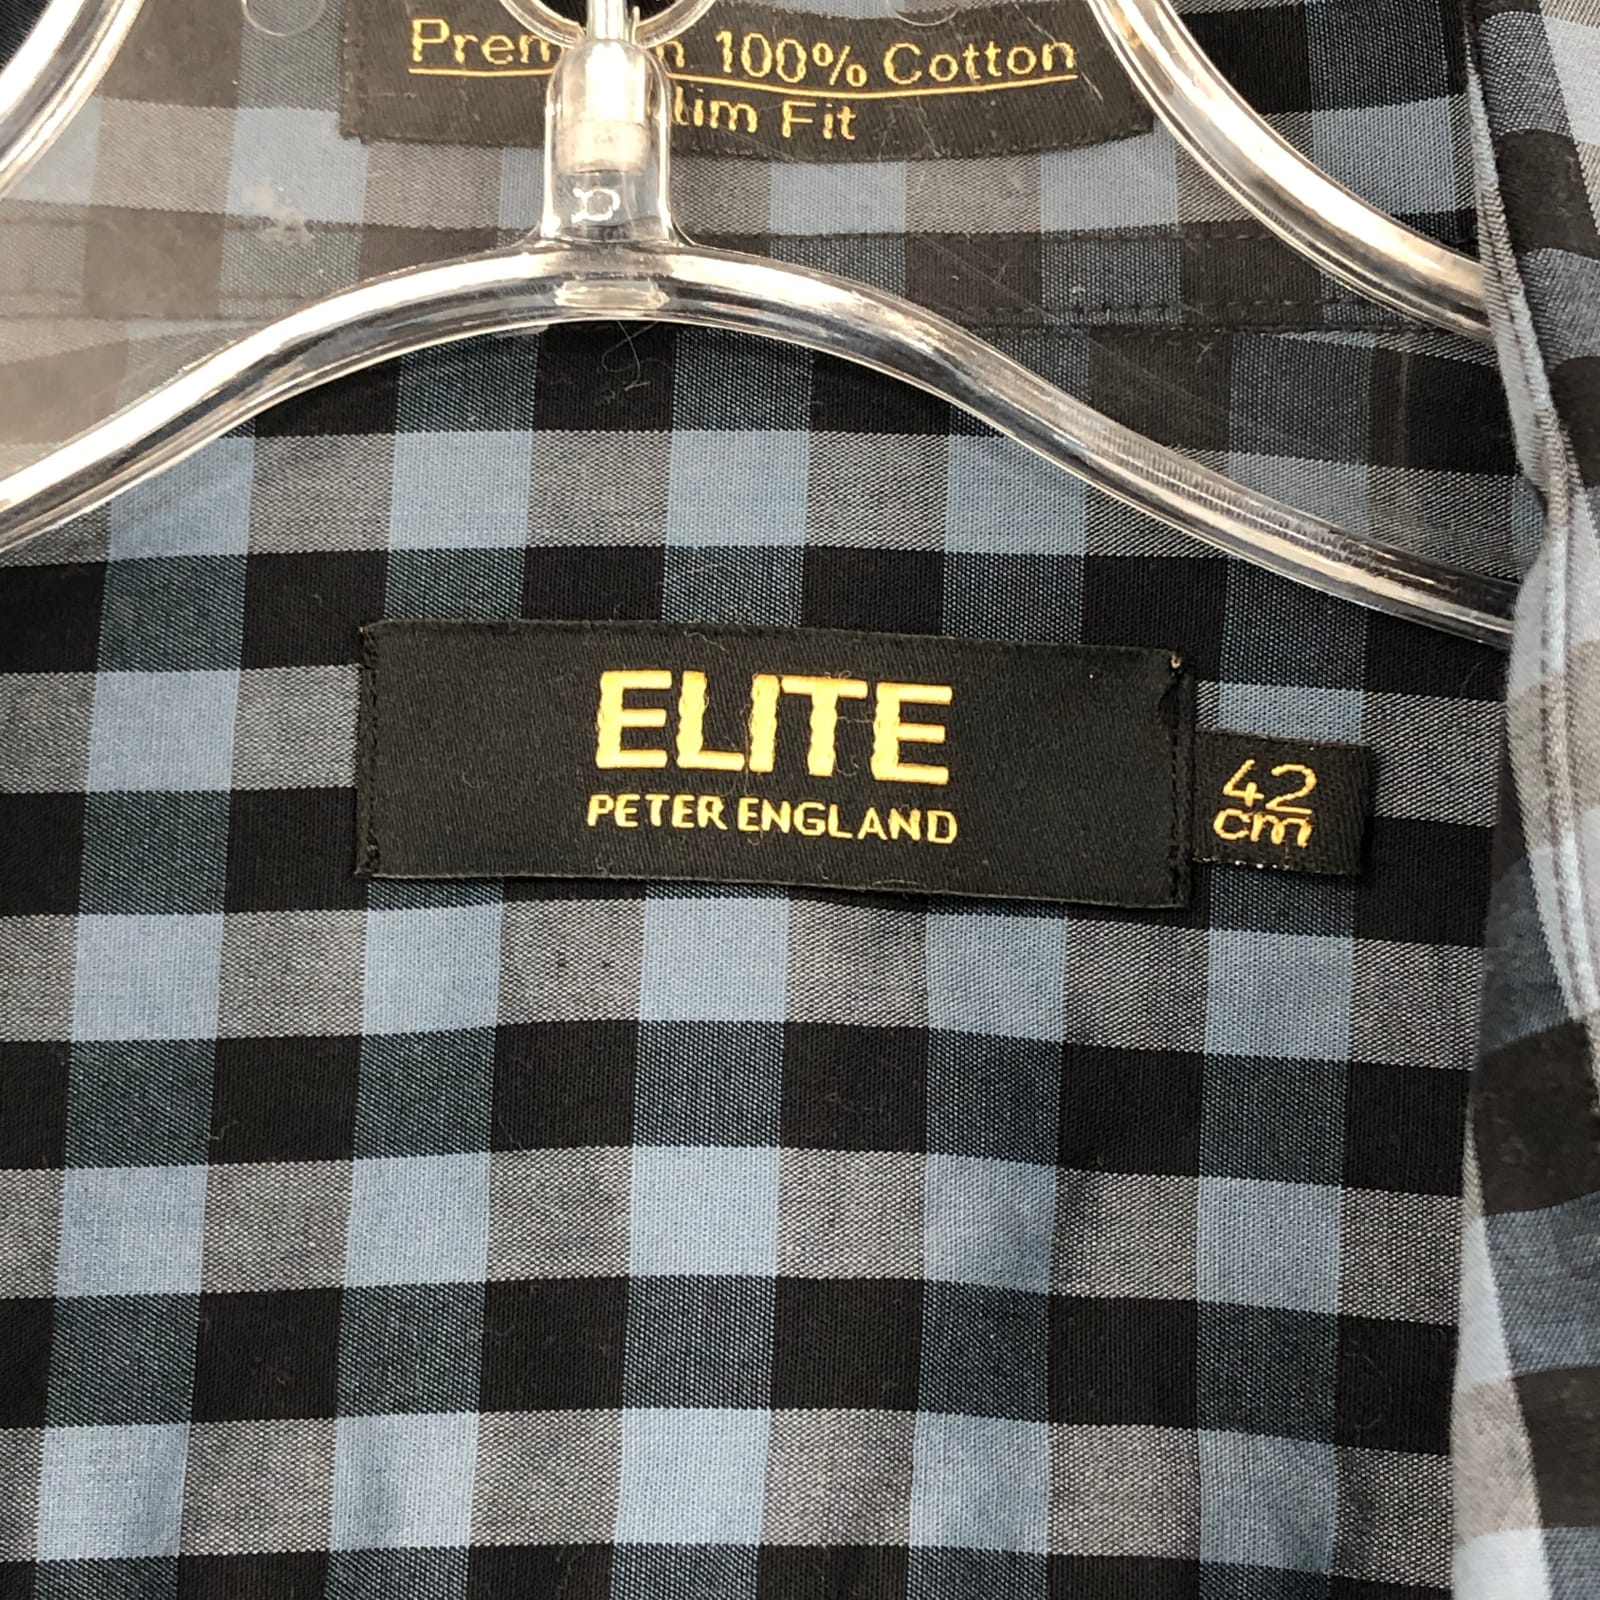 100% Cotton
Fit
ELITE
PETER ENGLAND
42
cm